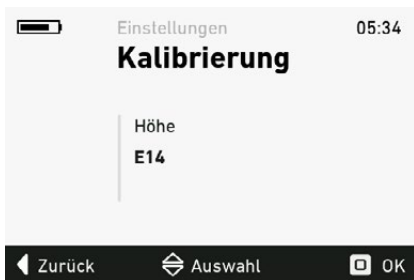 Einstellungen
05:34
Kalibrierung
Höhe
E14
Zurück
Auswahl
OK